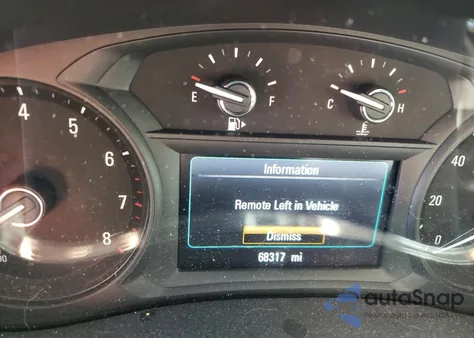 E F
C H
4 5 6 7 8
40
20
0
Information
Remote Left in Vehicle
Dismiss
68317 mi
autoSnap